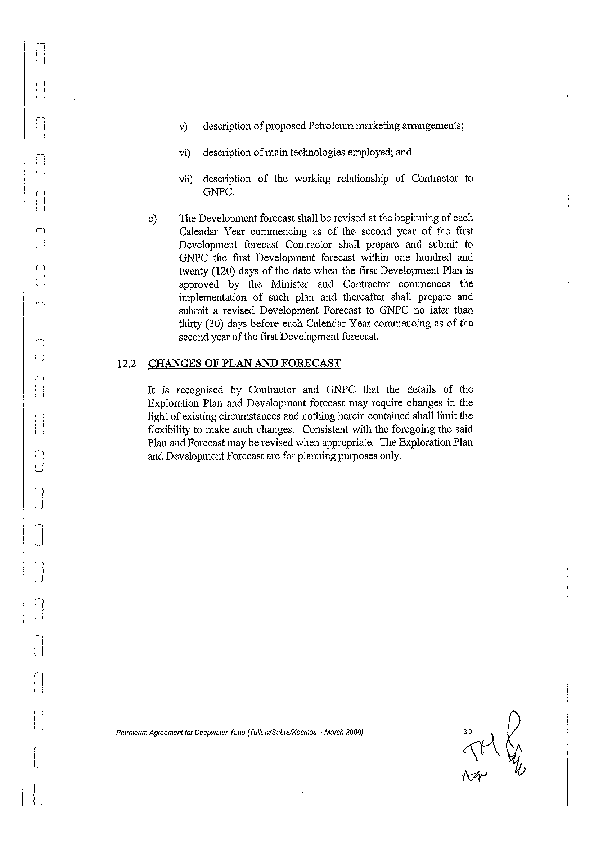 v) description of proposed Petroleum marketing arrangements;
vi) description of main technologies employed; and
vii) description of the working relationship of Contractor to
GNPC.
c) The Development forecast shall be revised at the beginning of each
Calendar Year commencing as of the second year of the first
Development forecast Contractor shall prepare and submit to
GNPC the first Development forecast within one hundred and
twenty (120) days of the date when the first Development Plan is
approved by the Minister and Contractor commences the
implementation of such plan and thereafter shall prepare and
submit a revised Development Forecast to GNPC no later than
thirty (30) days before each Calendar Year commencing as of the
second year of the first Development forecast.
12.2 CHANGES OF PLAN AND FORECAST
It is recognised by Contractor and GNPC that the details of the
Exploration Plan and Development forecast may require changes in the
light of existing circumstances and nothing herein contained shall limit the
flexibility to make such changes. Consistent with the foregoing the said
Plan and Forecast may be revised when appropriate. The Exploration Plan
and Development Forecast are for planning purposes only.
Petroleum Agreement for Deepwater Tano (Tullow/Sabre/Kosmos - March 2006) 30